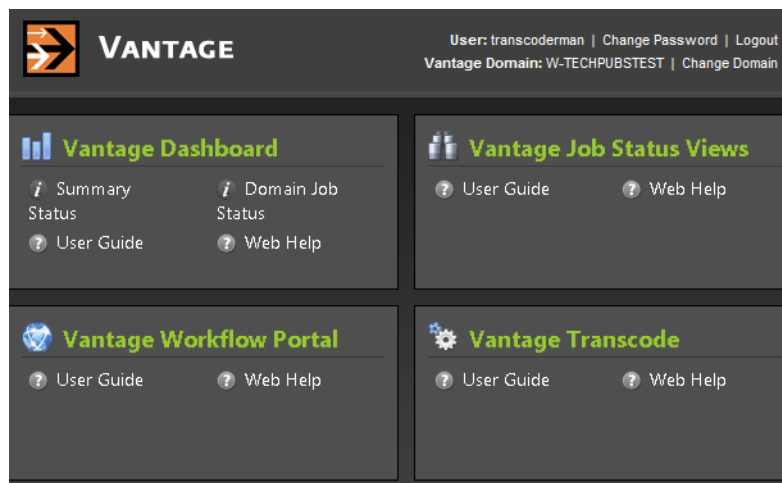 VANTAGE
User: transcoderman | Change Password | Logout
Vantage Domain: W-TECHPUBSTEST | Change Domain
Vantage Dashboard
i Summary Status
i Domain Job Status
? User Guide
? Web Help
Vantage Job Status Views
? User Guide
? Web Help
Vantage Workflow Portal
? User Guide
? Web Help
Vantage Transcode
? User Guide
? Web Help